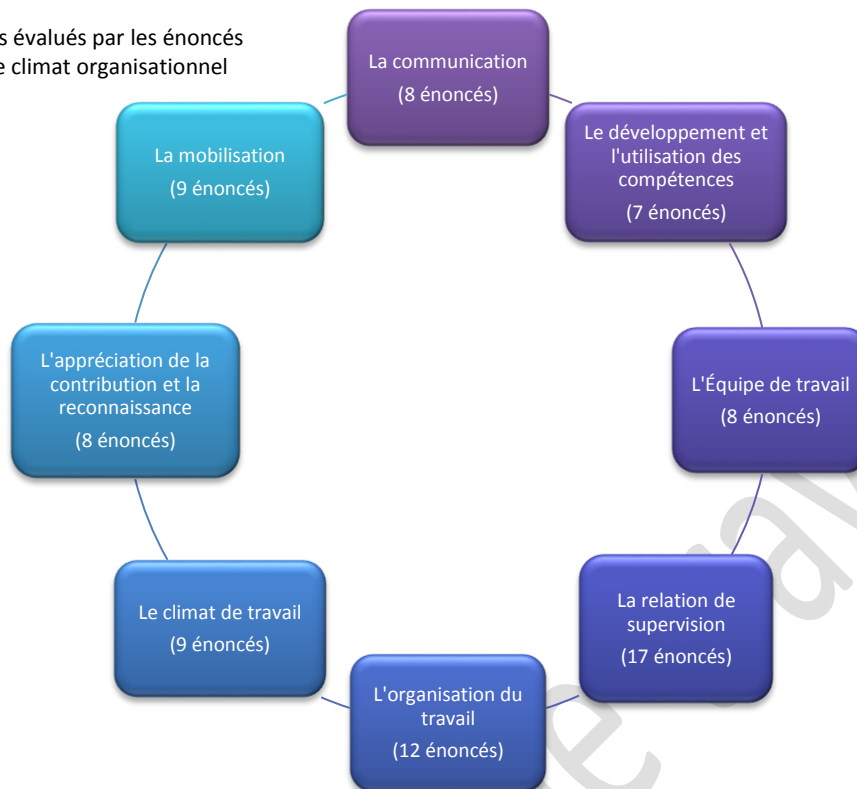 s évalués par les énoncés
e climat organisationnel
La communication
(8 énoncés)
Le développement et
l'utilisation des
compétences
(7 énoncés)
L'Équipe de travail
(8 énoncés)
La relation de
supervision
(17 énoncés)
L'organisation du
travail
(12 énoncés)
Le climat de travail
(9 énoncés)
L'appréciation de la
contribution et la
reconnaissance
(8 énoncés)
La mobilisation
(9 énoncés)